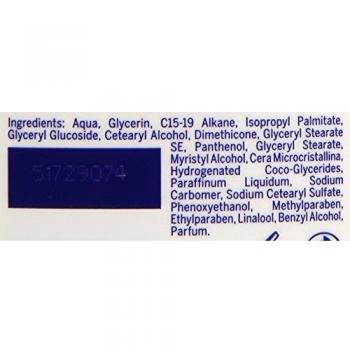 Ingredients: Aqua, Glycerin, C15-19 Alkane, Isopropyl Palmitate,
Glyceryl Glucoside, Cetearyl Alcohol, Dimethicone, Glyceryl Stearate
SE, Panthenol, Glyceryl Stearate,
Myristyl Alcohol, Cera Microcristallina,
Hydrogenated Coco-Glycerides,
Paraffinum Liquidum, Sodium
Carbomer, Sodium Cetearyl Sulfate,
Phenoxyethanol, Methylparaben,
Ethylparaben, Linalool, Benzyl Alcohol,
Parfum.
51729074